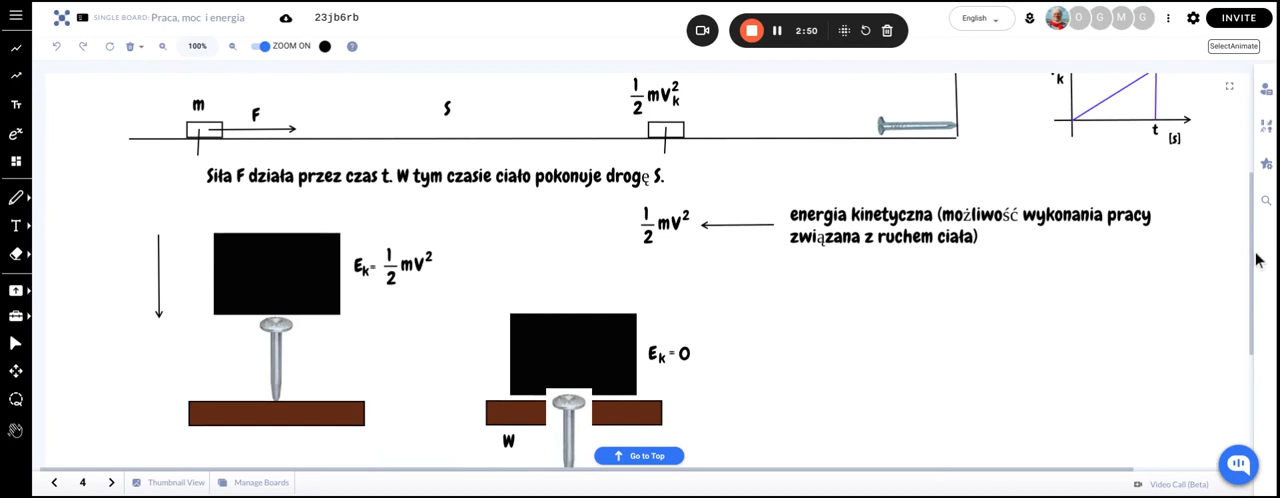 SINGLE BOARD: Praca, moc i energia
23jb6rb
2:50
English
O G M G
INVITE
100%
ZOOM ON
SelectAnimate
m
F
S
1/2 mV_k^2
k
t
[s]
Siła F działa przez czas t. W tym czasie ciało pokonuje drogę S.
1/2 mV^2
energia kinetyczna (możliwość wykonania pracy
związana z ruchem ciała)
E_k = 1/2 mV^2
E_k = 0
W
Go to Top
4
Thumbnail View
Manage Boards
Video Call (Beta)